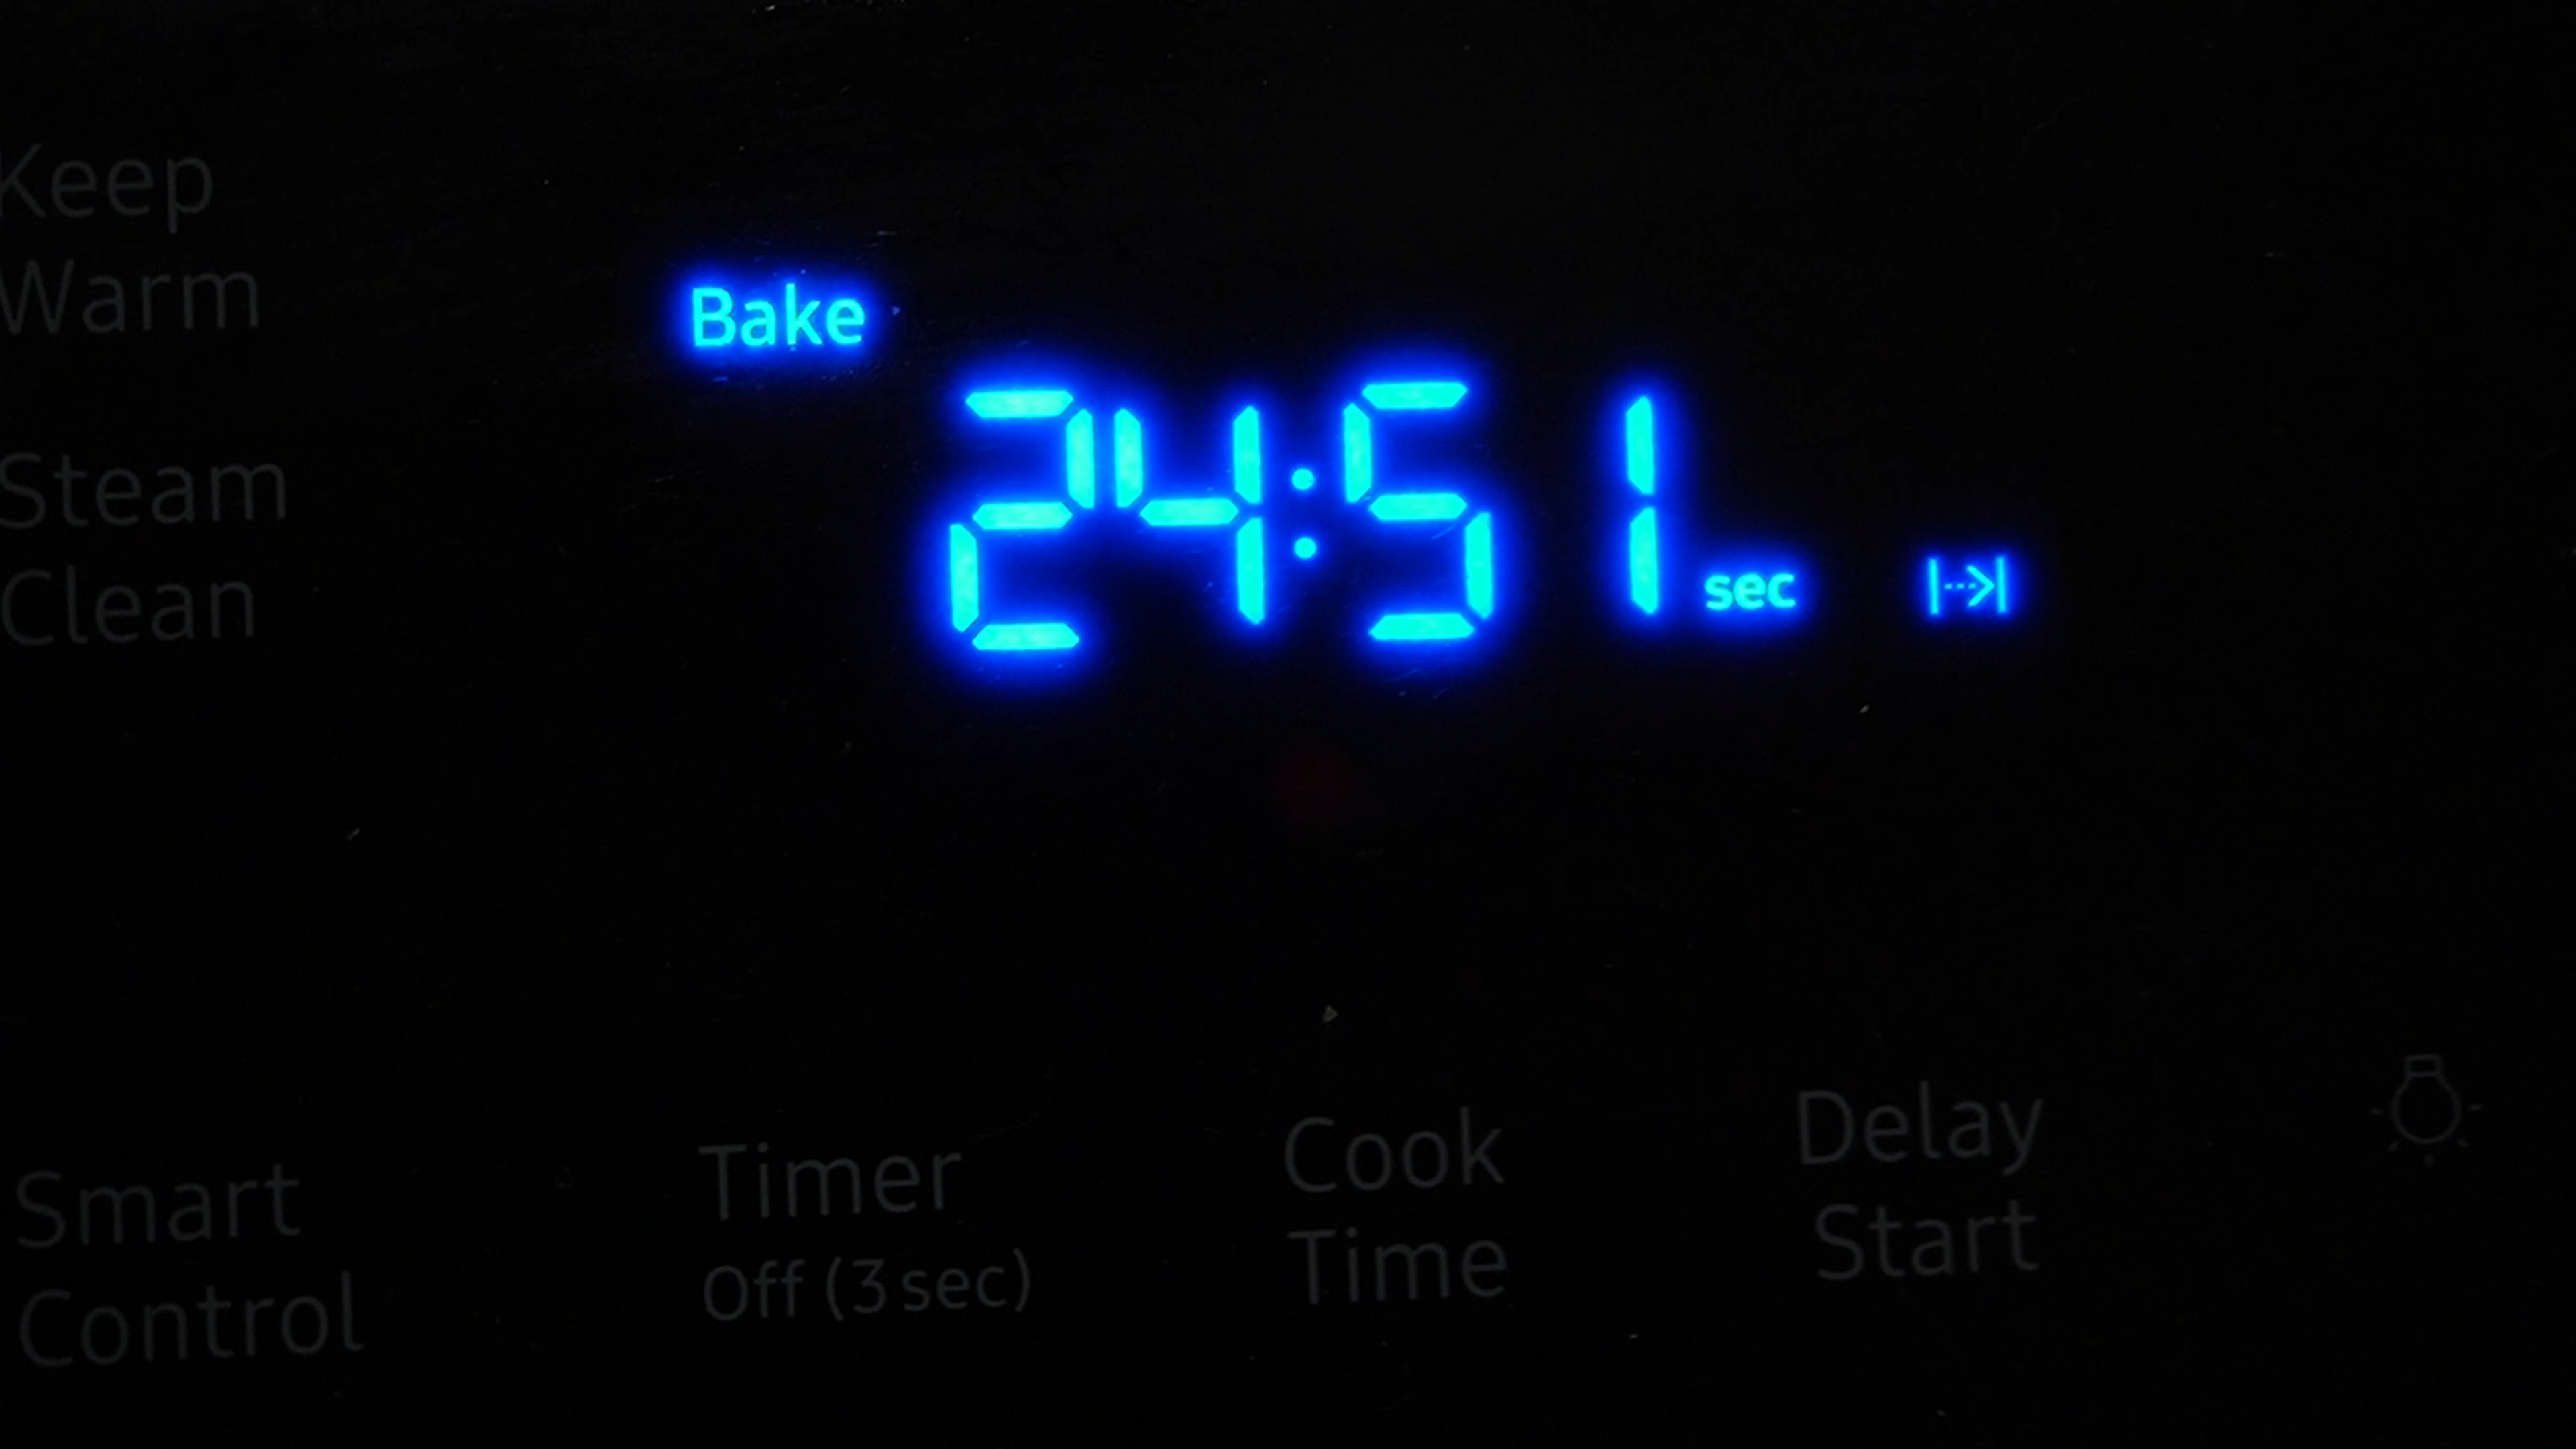 Keep
Warm
Bake
24:51 sec
Steam
Clean
Smart
Control
Timer
Off (3 sec)
Cook
Time
Delay
Start